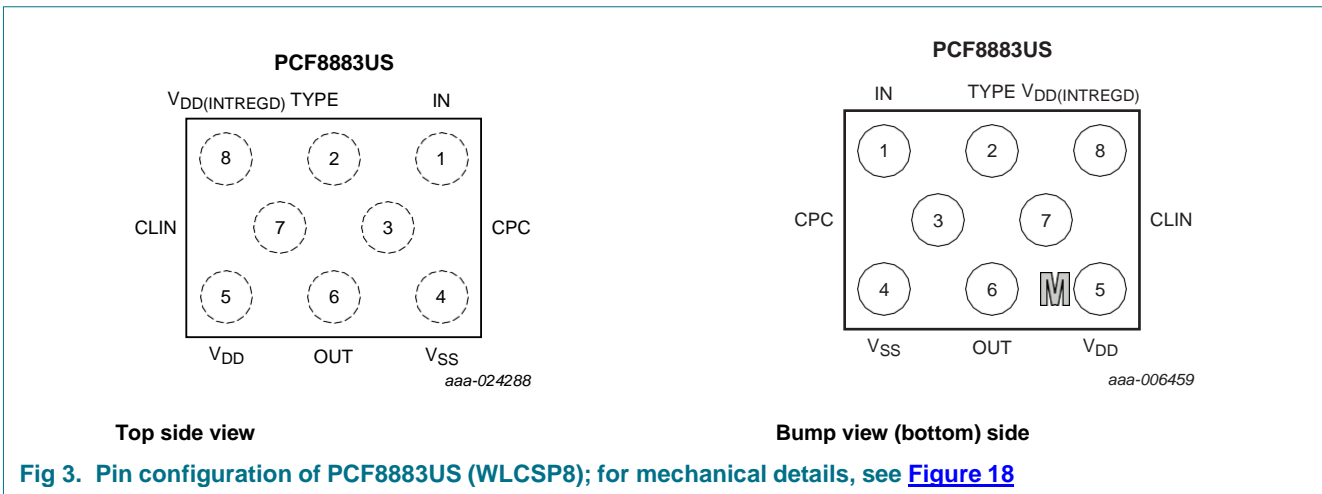 PCF8883US
VDD(INTREGD) TYPE IN
8 2 1
CLIN 7 3 CPC
5 6 4
VDD OUT VSS
aaa-024288
Top side view
PCF8883US
IN TYPE VDD(INTREGD)
1 2 8
CPC 3 7 CLIN
4 6 M 5
VSS OUT VDD
aaa-006459
Bump view (bottom) side
Fig 3. Pin configuration of PCF8883US (WLCSP8); for mechanical details, see Figure 18